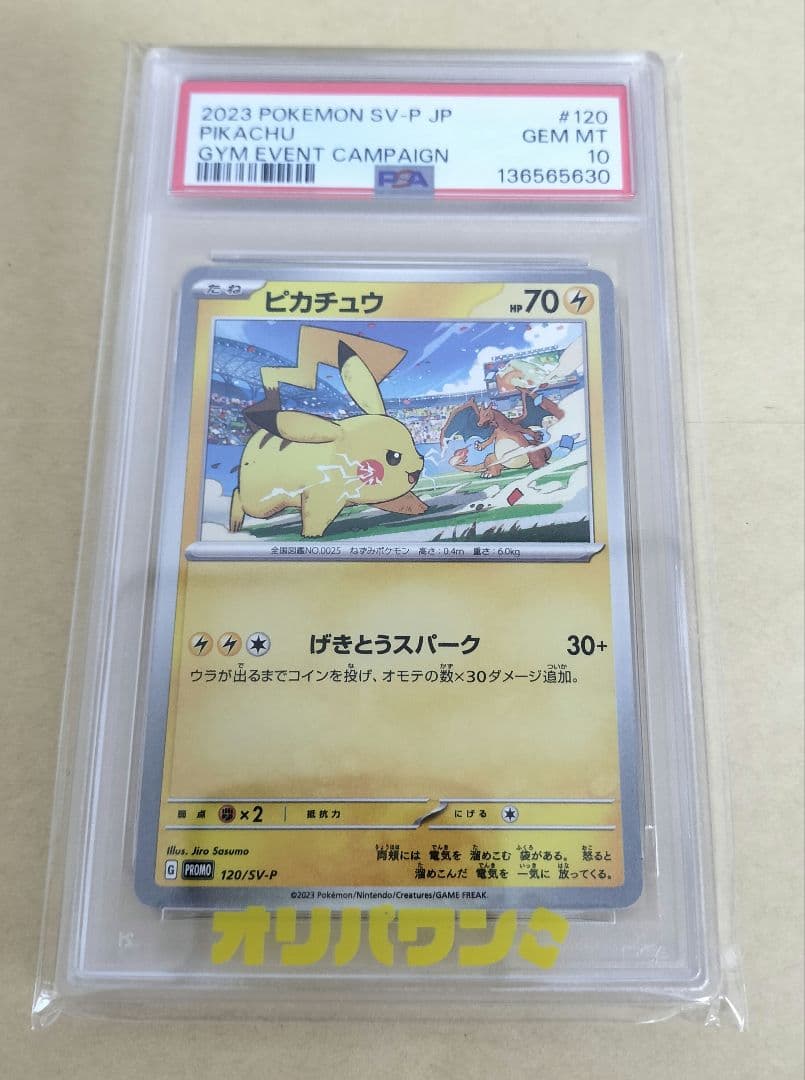 2023 POKEMON SV-P JP #120
PIKACHU GEM MT
GYM EVENT CAMPAIGN 10
PSA 136565630
たね ピカチュウ HP70
全国図鑑NO.0025 ねずみポケモン 高さ:0.4m 重さ:6.0kg
げきとうスパーク 30+
ウラが出るまでコインを投げ、オモテの数×30ダメージ追加。
弱点 ×2 抵抗力 にげる
Illus. Jiro Sasumo
両頬には 電気を 溜めこむ 袋がある。 怒ると
溜めこんだ 電気を 一気に 放ってくる。
G PROMO 120/SV-P
©2023 Pokémon/Nintendo/Creatures/GAME FREAK.
オリパワン